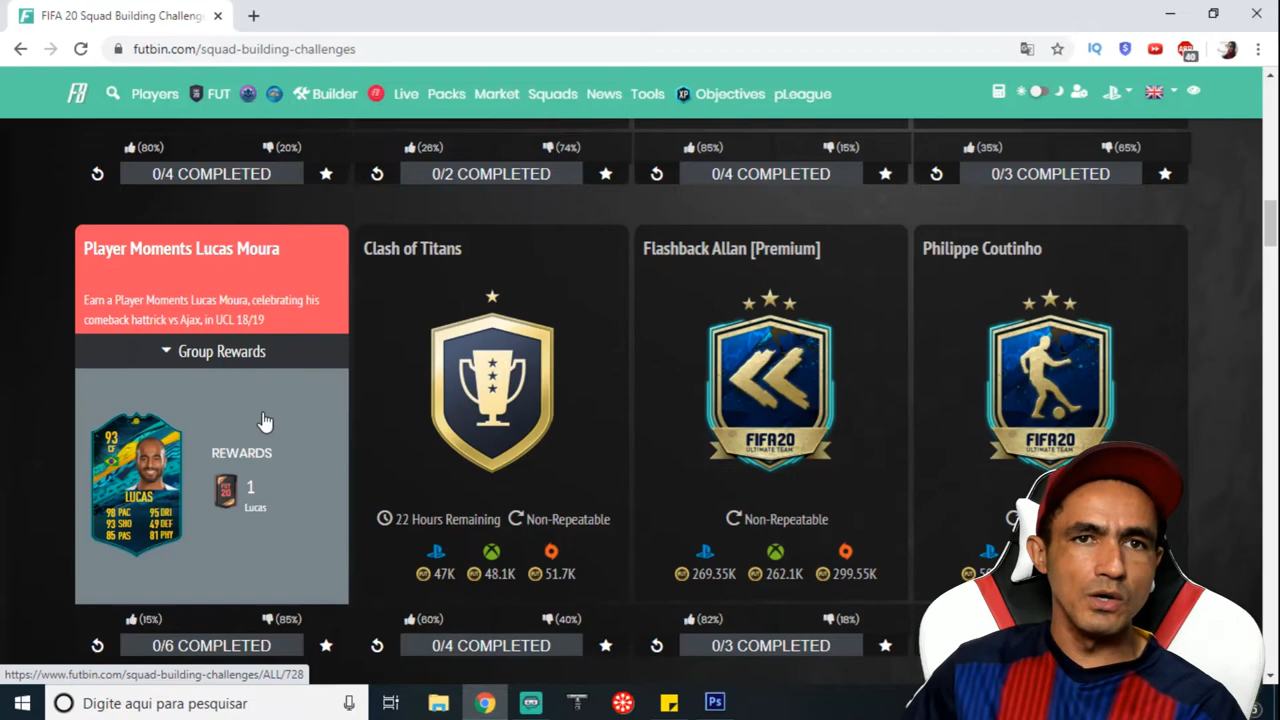 FIFA 20 Squad Building Challeng
futbin.com/squad-building-challenges
40
FB Players FUT Builder Live Packs Market Squads News Tools XP Objectives pLeague
(80%) (20%) (26%) (74%) (85%) (15%) (35%) (65%)
0/4 COMPLETED 0/2 COMPLETED 0/4 COMPLETED 0/3 COMPLETED
Player Moments Lucas Moura Clash of Titans Flashback Allan [Premium] Philippe Coutinho
Earn a Player Moments Lucas Moura, celebrating his
comeback hattrick vs Ajax, in UCL 18/19
Group Rewards
93
CF
LUCAS
98 PAC 95 DRI
93 SHO 49 DEF
85 PAS 81 PHY
REWARDS
1
Lucas
FIFA20
ULTIMATE TEAM
FIFA20
22 Hours Remaining Non-Repeatable Non-Repeatable
47K 48.1K 51.7K 269.35K 262.1K 299.55K
(15%) (85%) (60%) (40%) (82%) (18%)
0/6 COMPLETED 0/4 COMPLETED 0/3 COMPLETED
https://www.futbin.com/squad-building-challenges/ALL/728
Digite aqui para pesquisar
Ps